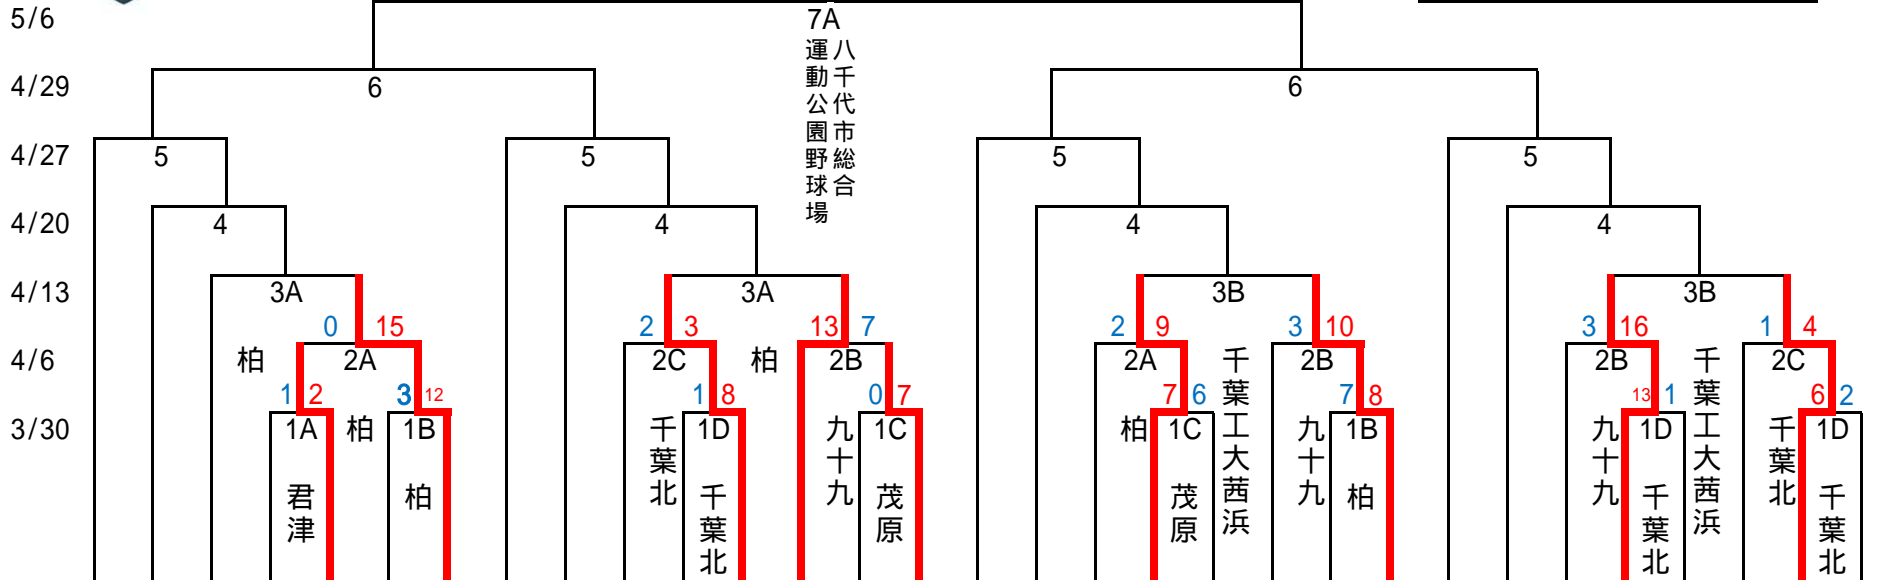 5/6
7A
八千代市総合
運動公園野球場
4/29
6
6
4/27
5
5
5
5
4/20
4
4
4
4
4/13
3A
3A
3B
3B
0 15
2 3
13 7
2 9
3 10
3 16
1 4
4/6
柏
2A
2C
柏
2B
2A
千葉工大茜浜
2B
2B
千葉工大茜浜
2C
1 2
3 12
1 8
0 7
7 6
7 8
13 1
6 2
3/30
1A
柏
1B
千葉北
1D
九十九
1C
柏
1C
九十九
1B
九十九
1D
千葉北
1D
君津
柏
千葉北
茂原
茂原
柏
千葉北
千葉北